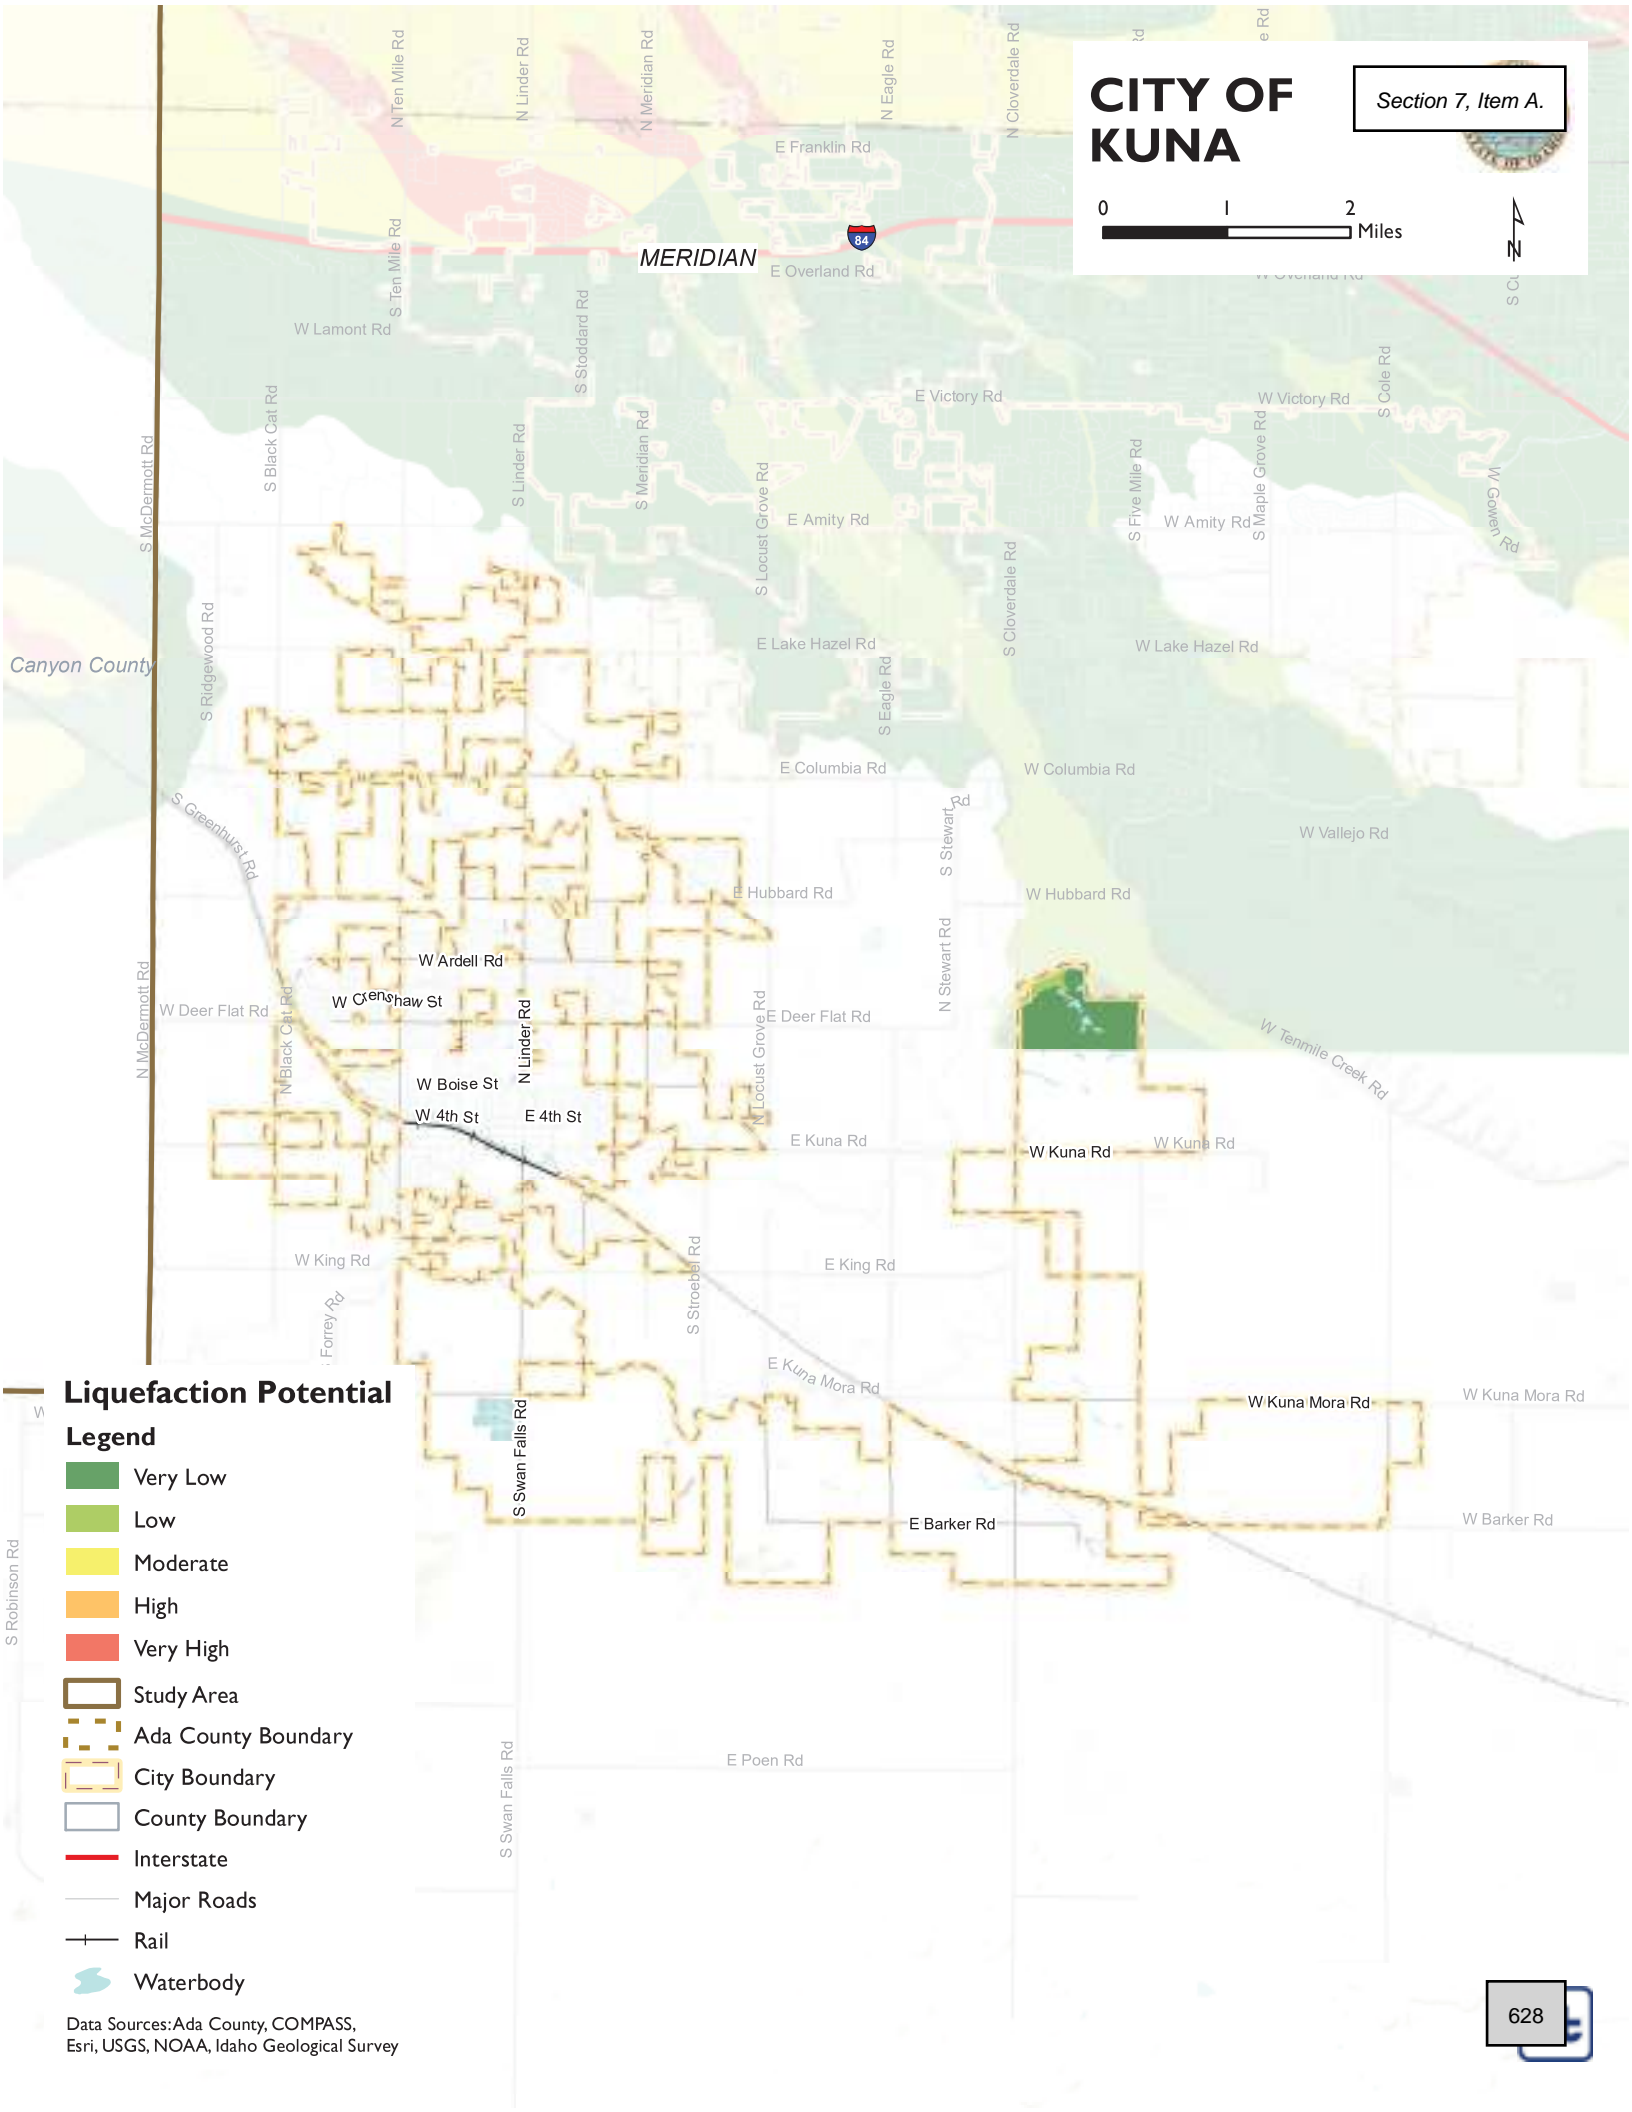 N Ten Mile Rd
N Linder Rd
N Meridian Rd
N Eagle Rd
N Cloverdale Rd
Rd
e Rd
CITY OF
KUNA
Section 7, Item A.
STATE OF IDAHO
0 1 2
Miles
N
E Franklin Rd
84
MERIDIAN
E Overland Rd
W Overland Rd
S Ten Mile Rd
W Lamont Rd
S Stoddard Rd
S Cu
S Black Cat Rd
E Victory Rd
W Victory Rd
S Cole Rd
S McDermott Rd
S Linder Rd
S Meridian Rd
S Locust Grove Rd
E Amity Rd
S Five Mile Rd
W Amity Rd
S Maple Grove Rd
W Gowen Rd
S Cloverdale Rd
S Ridgewood Rd
Canyon County
E Lake Hazel Rd
W Lake Hazel Rd
S Eagle Rd
E Columbia Rd
W Columbia Rd
S Greenhurst Rd
S Stewart Rd
W Vallejo Rd
E Hubbard Rd
W Hubbard Rd
W Ardell Rd
N Stewart Rd
N McDermott Rd
W Crenshaw St
W Deer Flat Rd
N Black Cat Rd
N Linder Rd
N Locust Grove Rd
E Deer Flat Rd
W Tenmile Creek Rd
W Boise St
W 4th St
E 4th St
E Kuna Rd
W Kuna Rd
W Kuna Rd
W King Rd
E King Rd
S Stroebel Rd
S Forrey Rd
E Kuna Mora Rd
W Kuna Mora Rd
W Kuna Mora Rd
S Swan Falls Rd
E Barker Rd
W Barker Rd
W
S Robinson Rd
S Swan Falls Rd
E Poen Rd
Liquefaction Potential
Legend
Very Low
Low
Moderate
High
Very High
Study Area
Ada County Boundary
City Boundary
County Boundary
Interstate
Major Roads
Rail
Waterbody
Data Sources: Ada County, COMPASS,
Esri, USGS, NOAA, Idaho Geological Survey
628